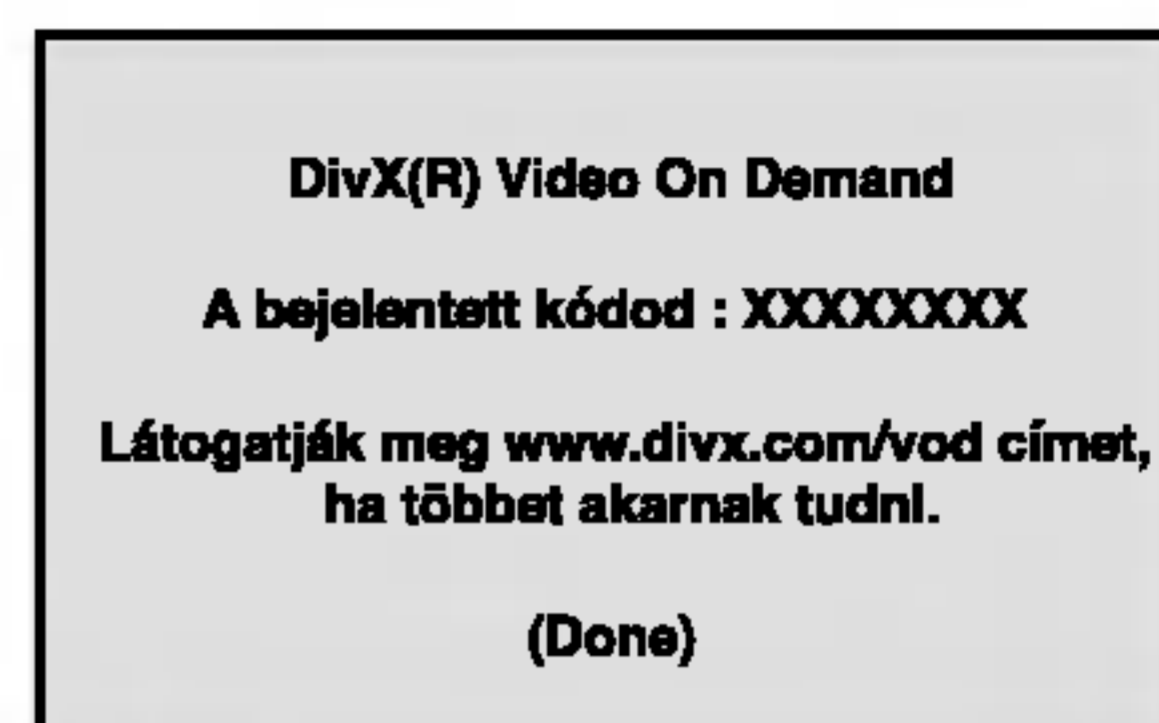 DivX(R) Video On Demand
A bejelentett kódod : XXXXXXXX
Látogatják meg www.divx.com/vod címet,
ha többet akarnak tudni.
(Done)